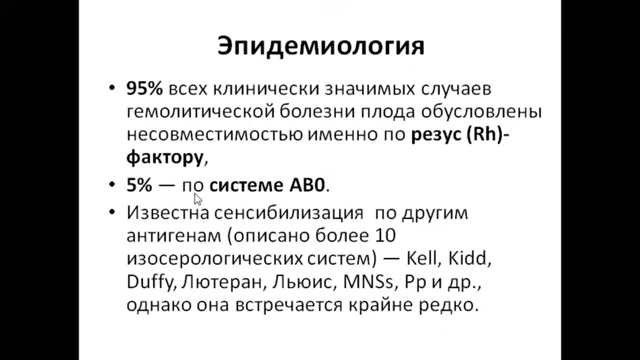 Эпидемиология
• 95% всех клинически значимых случаев
гемолитической болезни плода обусловлены
несовместимостью именно по резус (Rh)-
фактору,
• 5% — по системе АВ0.
• Известна сенсибилизация по другим
антигенам (описано более 10
изосерологических систем) — Kell, Kidd,
Duffy, Лютеран, Льюис, MNSs, Pp и др.,
однако она встречается крайне редко.